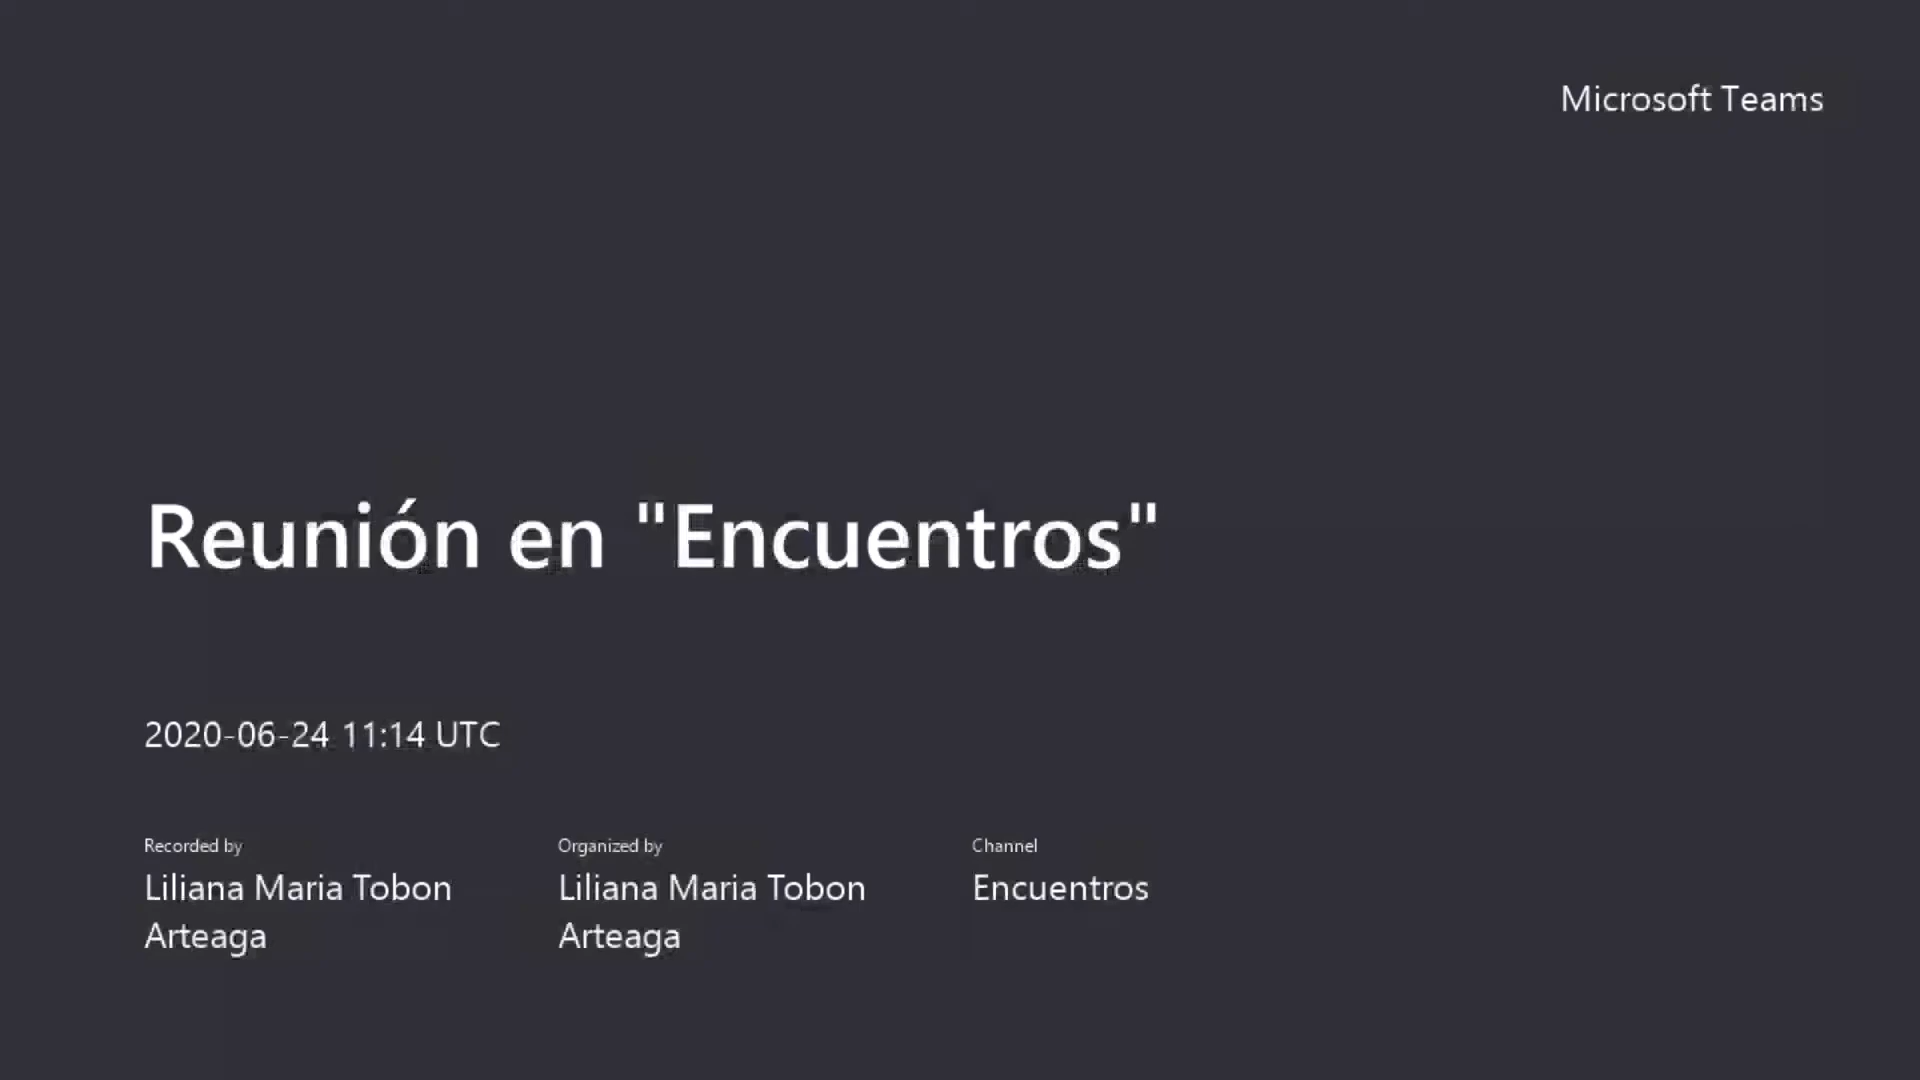 Microsoft Teams
Reunión en "Encuentros"
2020-06-24 11:14 UTC
Recorded by
Liliana Maria Tobon
Arteaga
Organized by
Liliana Maria Tobon
Arteaga
Channel
Encuentros